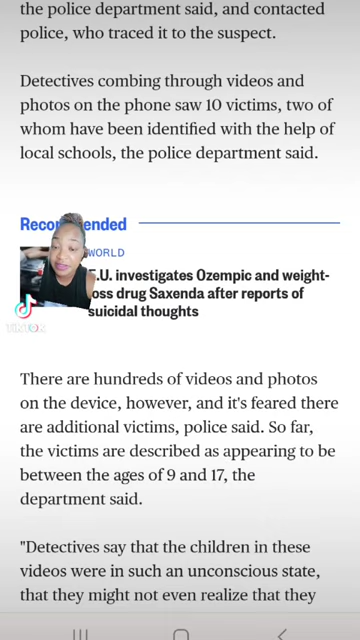 the police department said, and contacted
police, who traced it to the suspect.
Detectives combing through videos and
photos on the phone saw 10 victims, two of
whom have been identified with the help of
local schools, the police department said.
WORLD
E.U. investigates Ozempic and weight-
loss drug Saxenda after reports of
suicidal thoughts
There are hundreds of videos and photos
on the device, however, and it's feared there
are additional victims, police said. So far,
the victims are described as appearing to be
between the ages of 9 and 17, the
department said.
"Detectives say that the children in these
videos were in such an unconscious state,
that they might not even realize that they